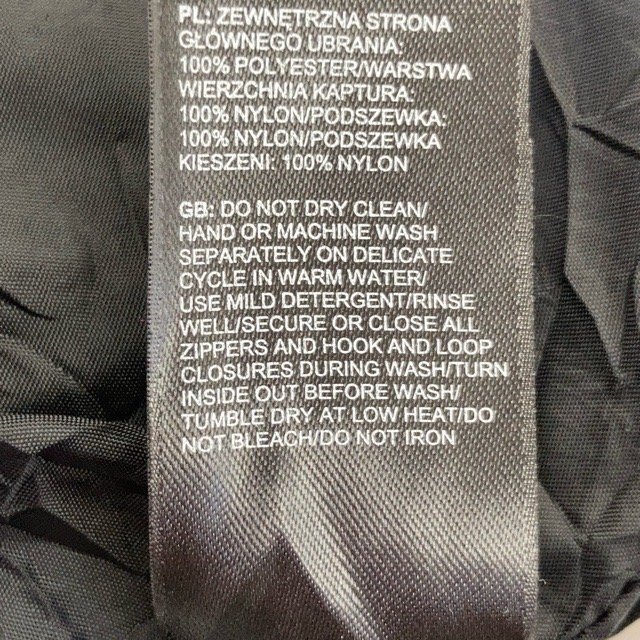 PL: ZEWNĘTRZNA STRONA
GŁÓWNEGO UBRANIA:
100% POLYESTER/WARSTWA
WIERZCHNIA KAPTURA:
100% NYLON/PODSZEWKA:
100% NYLON/PODSZEWKA
KIESZENI: 100% NYLON
GB: DO NOT DRY CLEAN/
HAND OR MACHINE WASH
SEPARATELY ON DELICATE
CYCLE IN WARM WATER/
USE MILD DETERGENT/RINSE
WELL/SECURE OR CLOSE ALL
ZIPPERS AND HOOK AND LOOP
CLOSURES DURING WASH/TURN
INSIDE OUT BEFORE WASH/
TUMBLE DRY AT LOW HEAT/DO
NOT BLEACH/DO NOT IRON